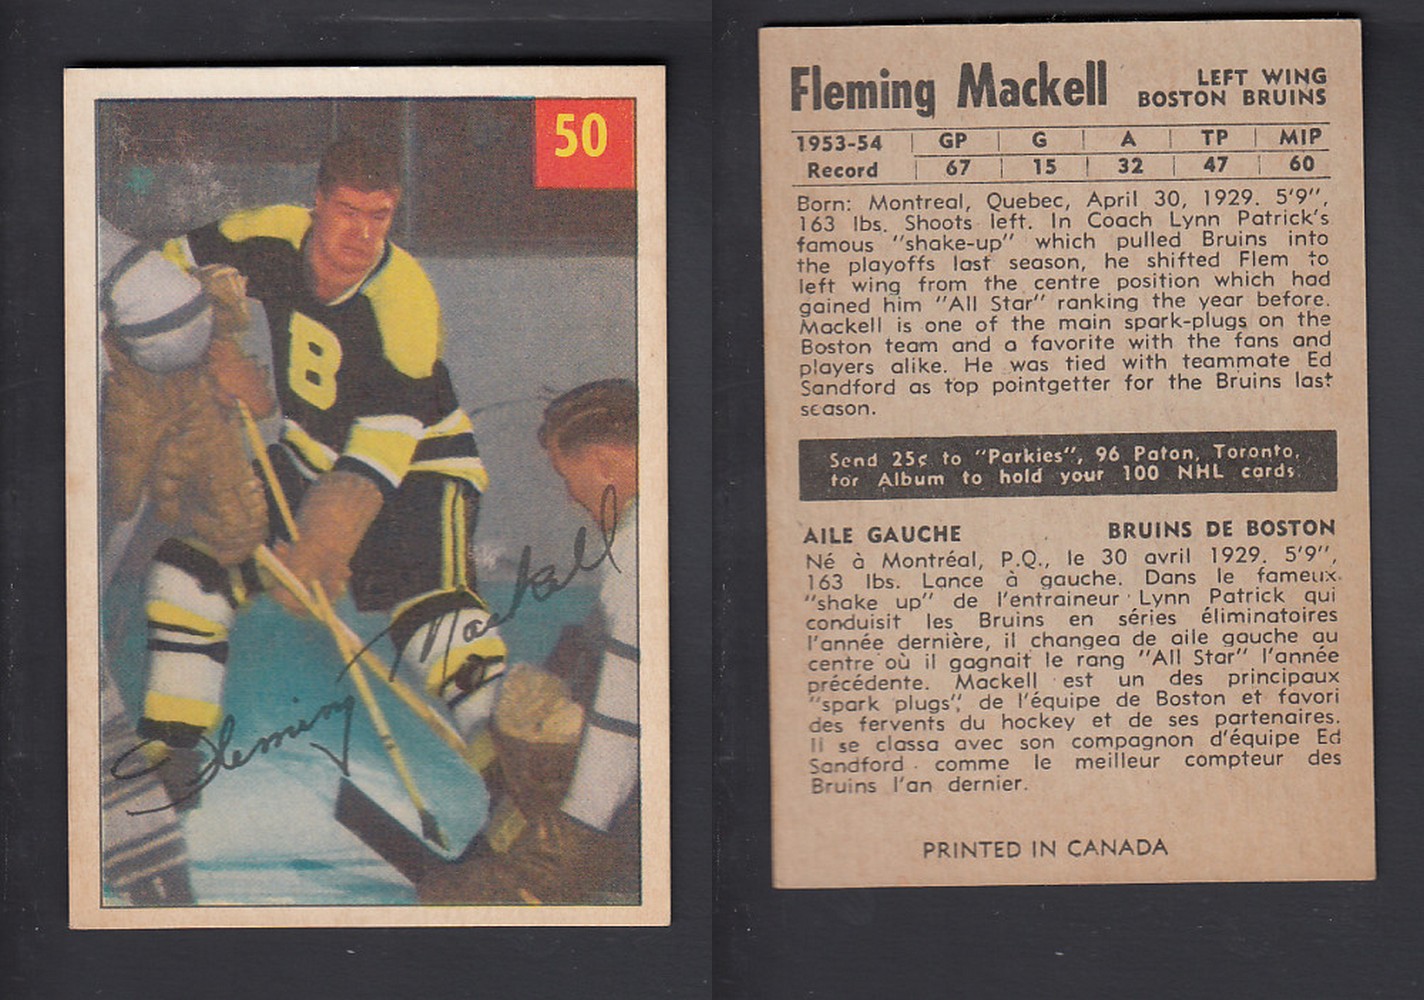 50
B
Fleming Mackell
Fleming Mackell
LEFT WING
BOSTON BRUINS
1953-54 GP G A TP MIP
Record 67 15 32 47 60
Born: Montreal, Quebec, April 30, 1929. 5'9",
163 lbs. Shoots left. In Coach Lynn Patrick's
famous "shake-up" which pulled Bruins into
the playoffs last season, he shifted Flem to
left wing from the centre position which had
gained him "All Star" ranking the year before.
Mackell is one of the main spark-plugs on the
Boston team and a favorite with the fans and
players alike. He was tied with teammate Ed
Sandford as top pointgetter for the Bruins last
season.
Send 25¢ to "Parkies", 96 Paton, Toronto,
for Album to hold your 100 NHL cards.
AILE GAUCHE BRUINS DE BOSTON
Né à Montréal, P.Q., le 30 avril 1929. 5'9",
163 lbs. Lance à gauche. Dans le fameux
"shake up" de l'entraineur Lynn Patrick qui
conduisit les Bruins en séries éliminatoires
l'année dernière, il changea de aile gauche au
centre où il gagnait le rang "All Star" l'année
précédente. Mackell est un des principaux
"spark plugs", de l'équipe de Boston et favori
des fervents du hockey et de ses partenaires.
Il se classa avec son compagnon d'équipe Ed
Sandford comme le meilleur compteur des
Bruins l'an dernier.
PRINTED IN CANADA